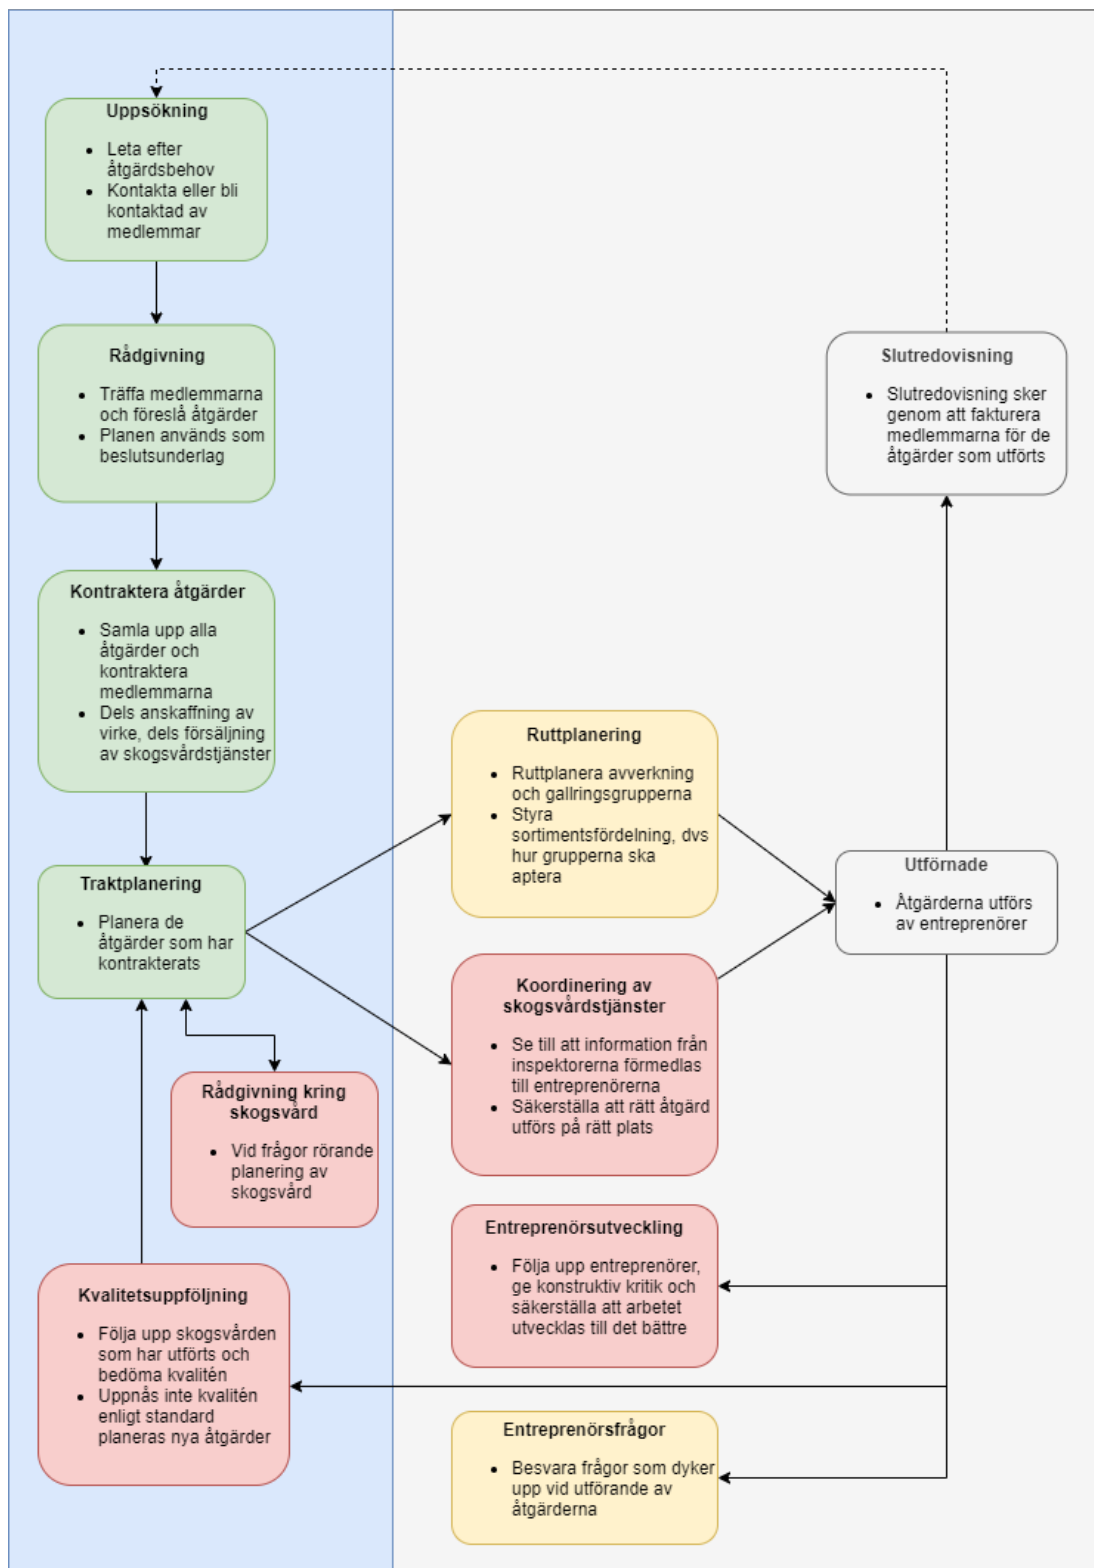 Uppsökning
• Leta efter
åtgärdsbehov
• Kontakta eller bli
kontaktad av
medlemmar
Rådgivning
• Träffa medlemmarna
och föreslå åtgärder
• Planen används som
beslutsunderlag
Slutredovisning
• Slutredovisning sker
genom att fakturera
medlemmarna för de
åtgärder som utförts
Kontraktera åtgärder
• Samla upp alla
åtgärder och
kontraktera
medlemmarna
• Dels anskaffning av
virke, dels försäljning
av skogsvårdstjänster
Ruttplanering
• Ruttplanera avverkning
och gallringsgrupperna
• Styra
sortimentsfördelning, dvs
hur grupperna ska
aptera
Traktplanering
• Planera de
åtgärder som har
kontrakterats
Utförnade
• Åtgärderna utförs
av entreprenörer
Koordinering av
skogsvårdstjänster
• Se till att information från
inspektorerna förmedlas
till entreprenörerna
• Säkerställa att rätt åtgärd
utförs på rätt plats
Rådgivning kring
skogsvård
• Vid frågor rörande
planering av
skogsvård
Entreprenörsutveckling
• Följa upp entreprenörer,
ge konstruktiv kritik och
säkerställa att arbetet
utvecklas till det bättre
Kvalitetsuppföljning
• Följa upp skogsvården
som har utförts och
bedöma kvalitén
• Uppnås inte kvalitén
enligt standard
planeras nya åtgärder
Entreprenörsfrågor
• Besvara frågor som dyker
upp vid utförande av
åtgärderna